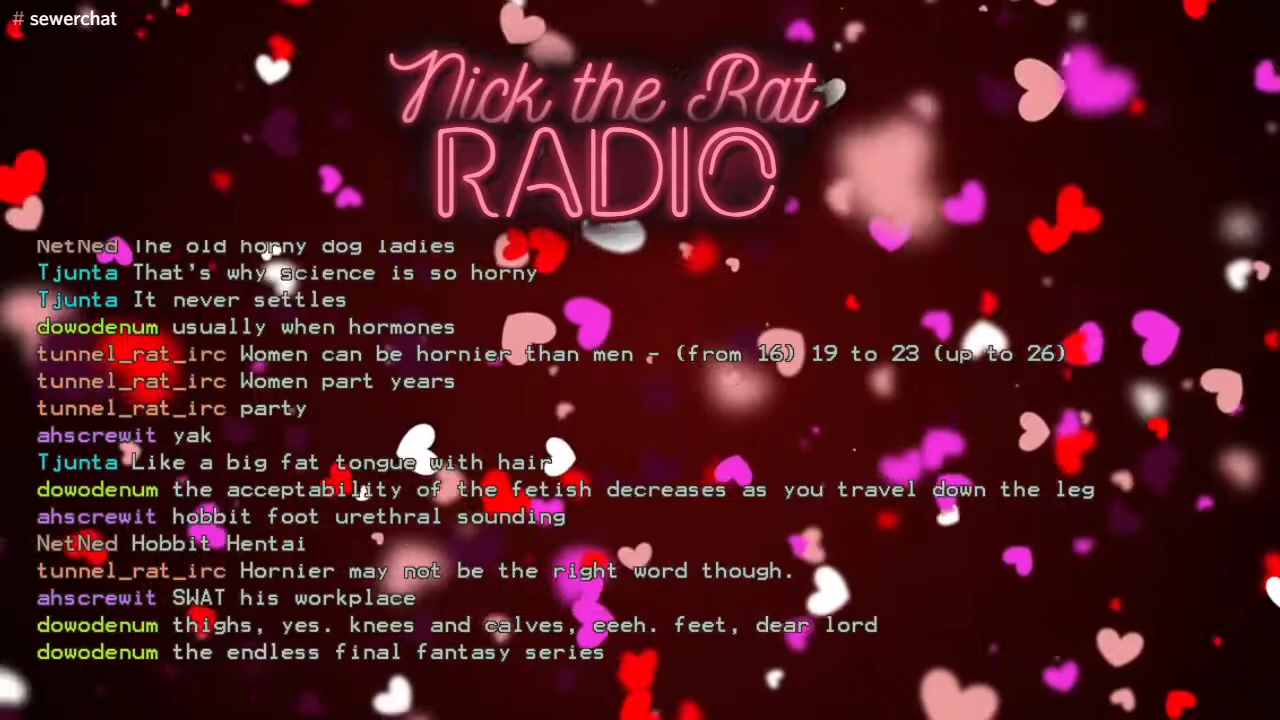 # sewerchat
Nick the Rat
RADIO
NetNed The old horny dog ladies
Tjunta That's why science is so horny
Tjunta It never settles
dowodenum usually when hormones
tunnel_rat_irc Women can be hornier than men - (from 16) 19 to 23 (up to 26)
tunnel_rat_irc Women part years
tunnel_rat_irc party
ahscrewit yak
Tjunta Like a big fat tongue with hair
dowodenum the acceptability of the fetish decreases as you travel down the leg
ahscrewit hobbit foot urethral sounding
NetNed Hobbit Hentai
tunnel_rat_irc Hornier may not be the right word though.
ahscrewit SWAT his workplace
dowodenum thighs, yes. knees and calves, eeeh. feet, dear lord
dowodenum the endless final fantasy series